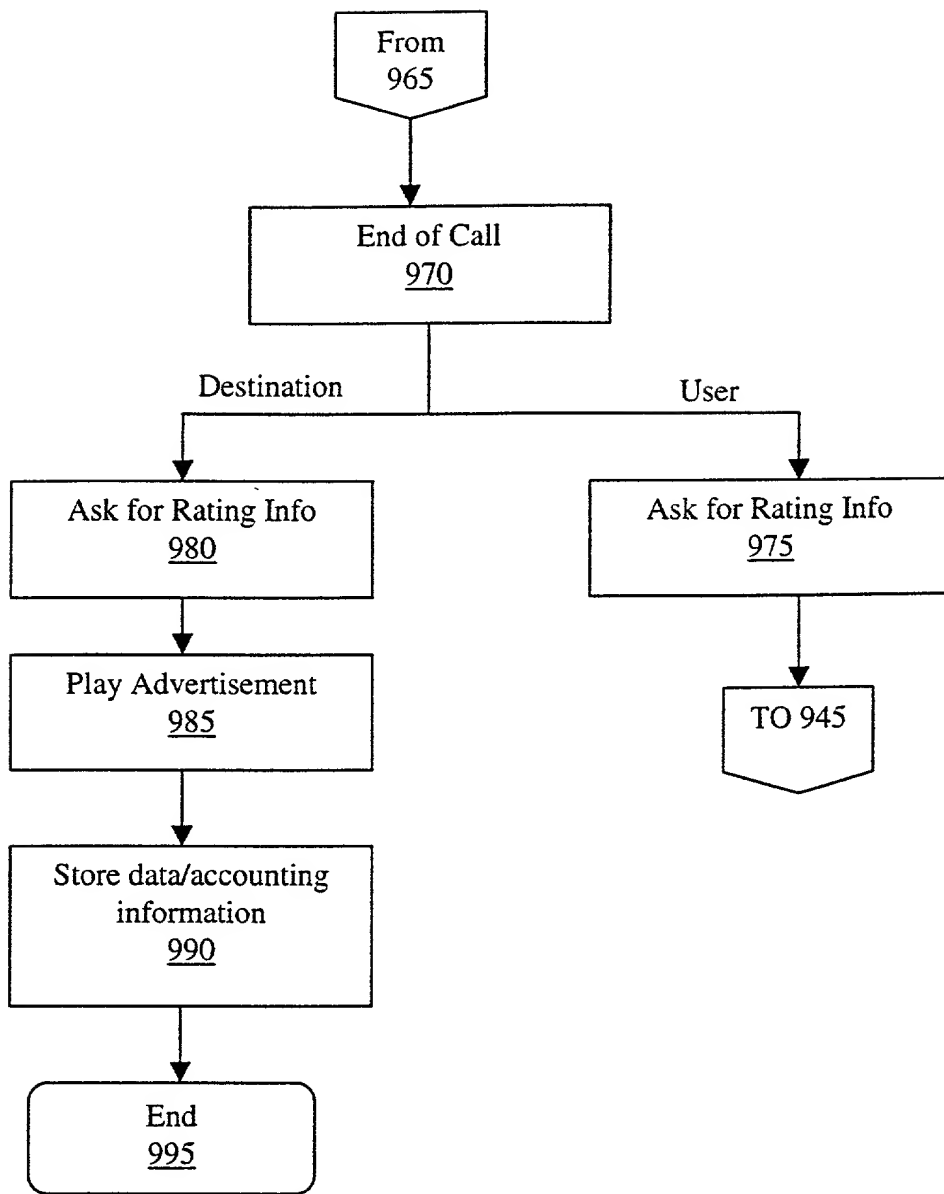 From
965
End of Call
970
Destination
User
Ask for Rating Info
980
Ask for Rating Info
975
Play Advertisement
985
TO 945
Store data/accounting
information
990
End
995